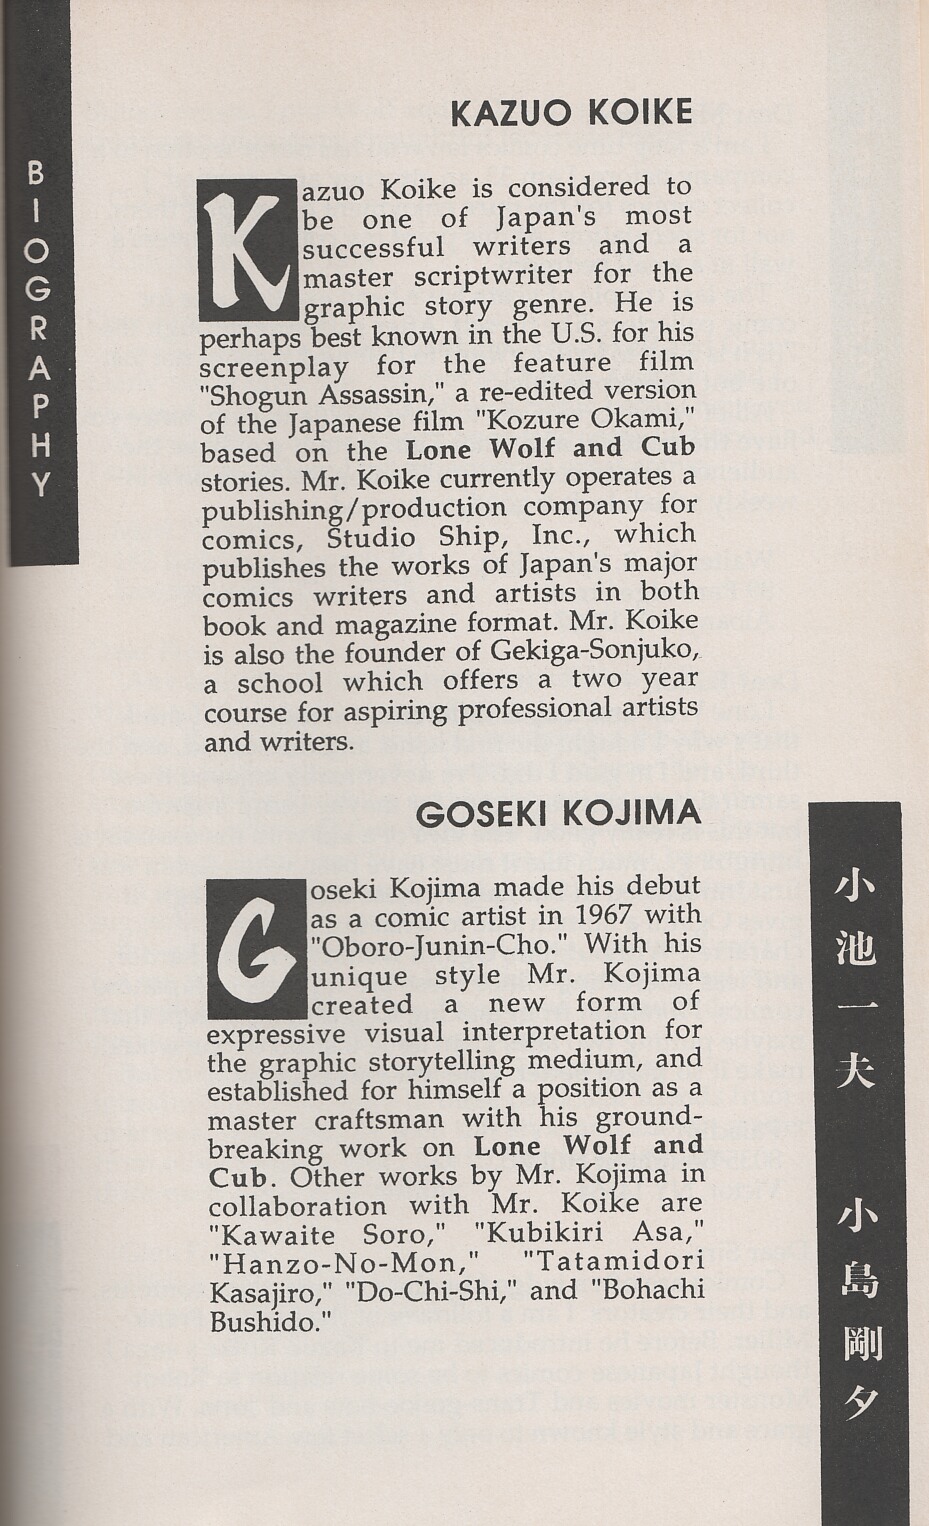 BIOGRAPHY
KAZUO KOIKE
Kazuo Koike is considered to
be one of Japan's most
successful writers and a
master scriptwriter for the
graphic story genre. He is
perhaps best known in the U.S. for his
screenplay for the feature film
"Shogun Assassin," a re-edited version
of the Japanese film "Kozure Okami,"
based on the Lone Wolf and Cub
stories. Mr. Koike currently operates a
publishing/production company for
comics, Studio Ship, Inc., which
publishes the works of Japan's major
comics writers and artists in both
book and magazine format. Mr. Koike
is also the founder of Gekiga-Sonjuko,
a school which offers a two year
course for aspiring professional artists
and writers.
GOSEKI KOJIMA
Goseki Kojima made his debut
as a comic artist in 1967 with
"Oboro-Junin-Cho." With his
unique style Mr. Kojima
created a new form of
expressive visual interpretation for
the graphic storytelling medium, and
established for himself a position as a
master craftsman with his ground-
breaking work on Lone Wolf and
Cub. Other works by Mr. Kojima in
collaboration with Mr. Koike are
"Kawaite Soro," "Kubikiri Asa,"
"Hanzo-No-Mon," "Tatamidori
Kasajiro," "Do-Chi-Shi," and "Bohachi
Bushido."
小池一夫 小島剛夕